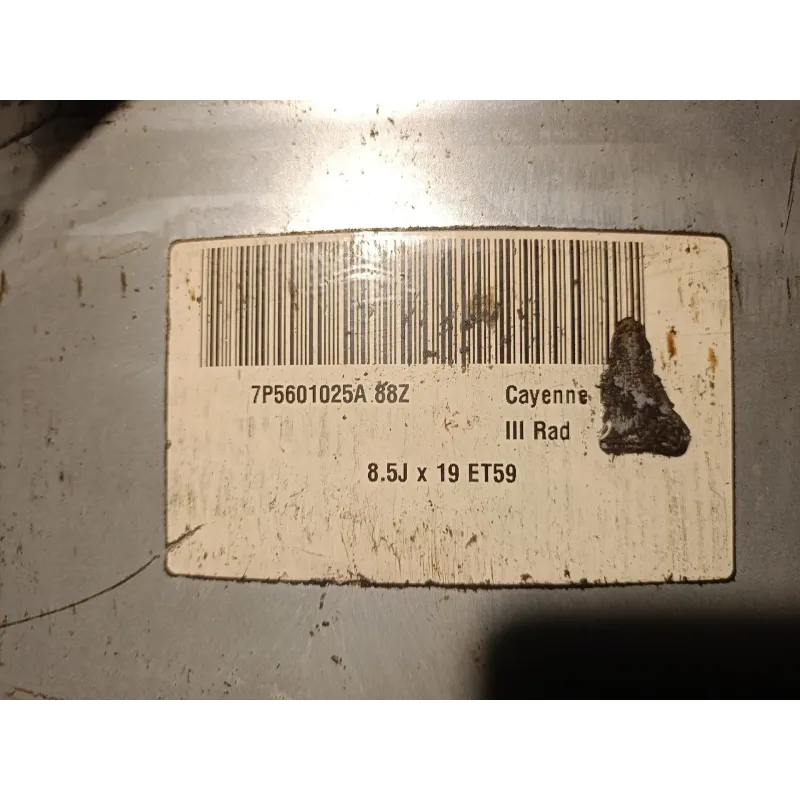 7P5601025A 88Z
Cayenne
III Rad
8.5J x 19 ET59